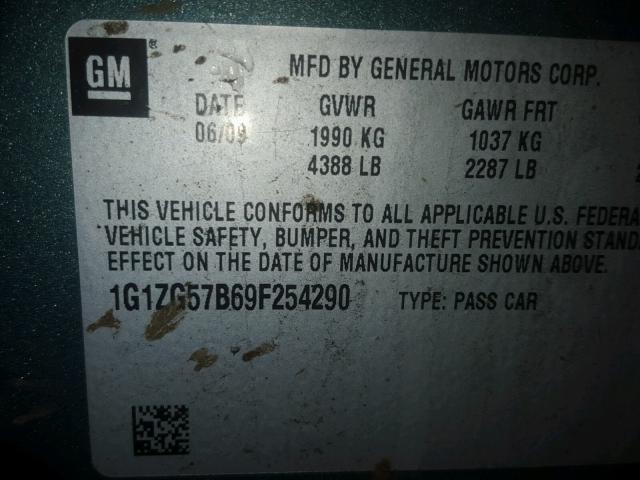 GM ® MFD BY GENERAL MOTORS CORP.
DATE GVWR GAWR FRT
06/09 1990 KG 1037 KG
4388 LB 2287 LB
THIS VEHICLE CONFORMS TO ALL APPLICABLE U.S. FEDERA
VEHICLE SAFETY, BUMPER, AND THEFT PREVENTION STAND
EFFECT ON THE DATE OF MANUFACTURE SHOWN ABOVE.
1G1ZG57B69F254290 TYPE: PASS CAR